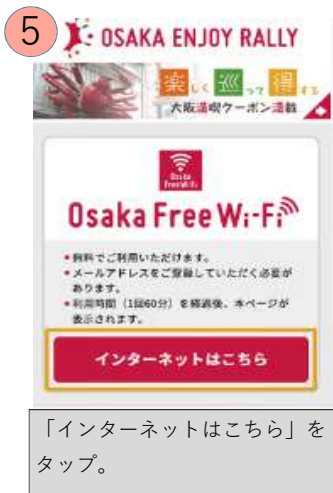 5
OSAKA ENJOY RALLY
楽しく 巡って 得する
大阪満喫クーポン満載
Osaka
Free Wi-Fi
Osaka Free Wi-Fi
●無料でご利用いただけます。
●メールアドレスをご登録していただく必要が
あります。
●利用時間（1回60分）を経過後、本ページが
表示されます。
インターネットはこちら
「インターネットはこちら」を
タップ。